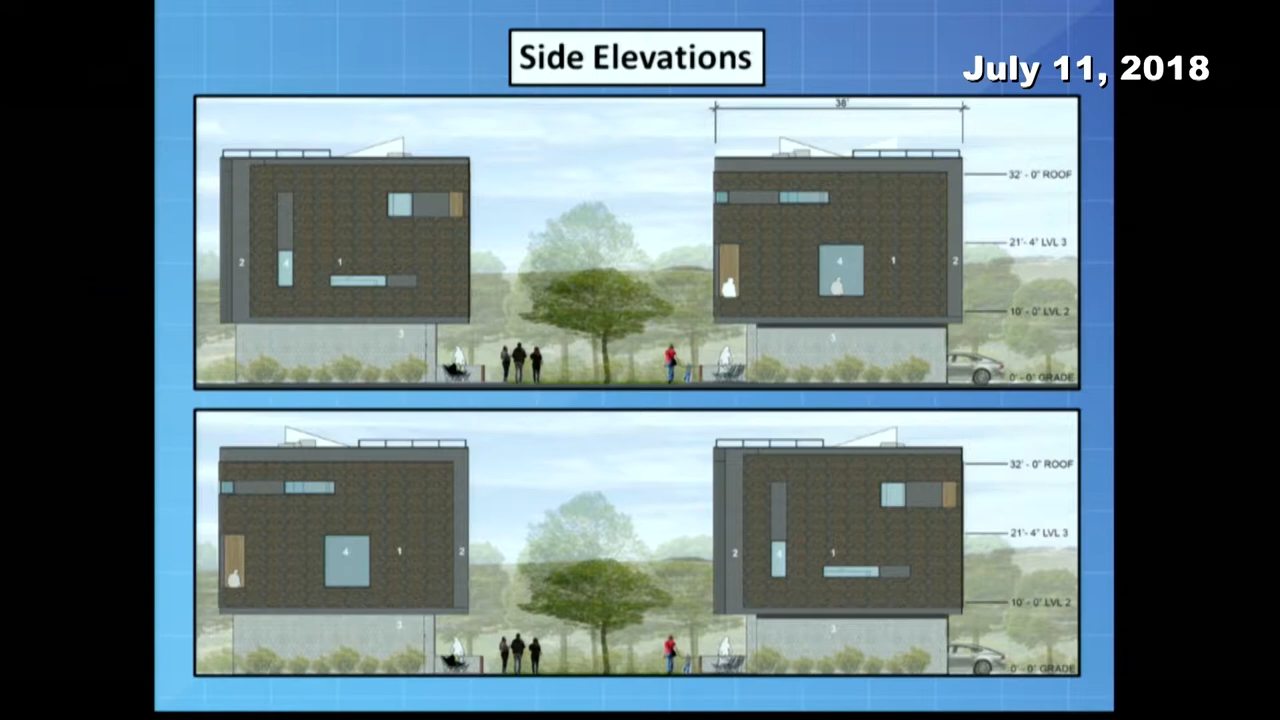 Side Elevations
July 11, 2018
38'
32' - 0" ROOF
21'- 4" LVL 3
4
1
2
4
1
2
10' - 0" LVL 2
3
3
0' - 0" GRADE
32' - 0" ROOF
21'- 4" LVL 3
4
1
2
2
4
1
10' - 0" LVL 2
3
3
0' - 0" GRADE